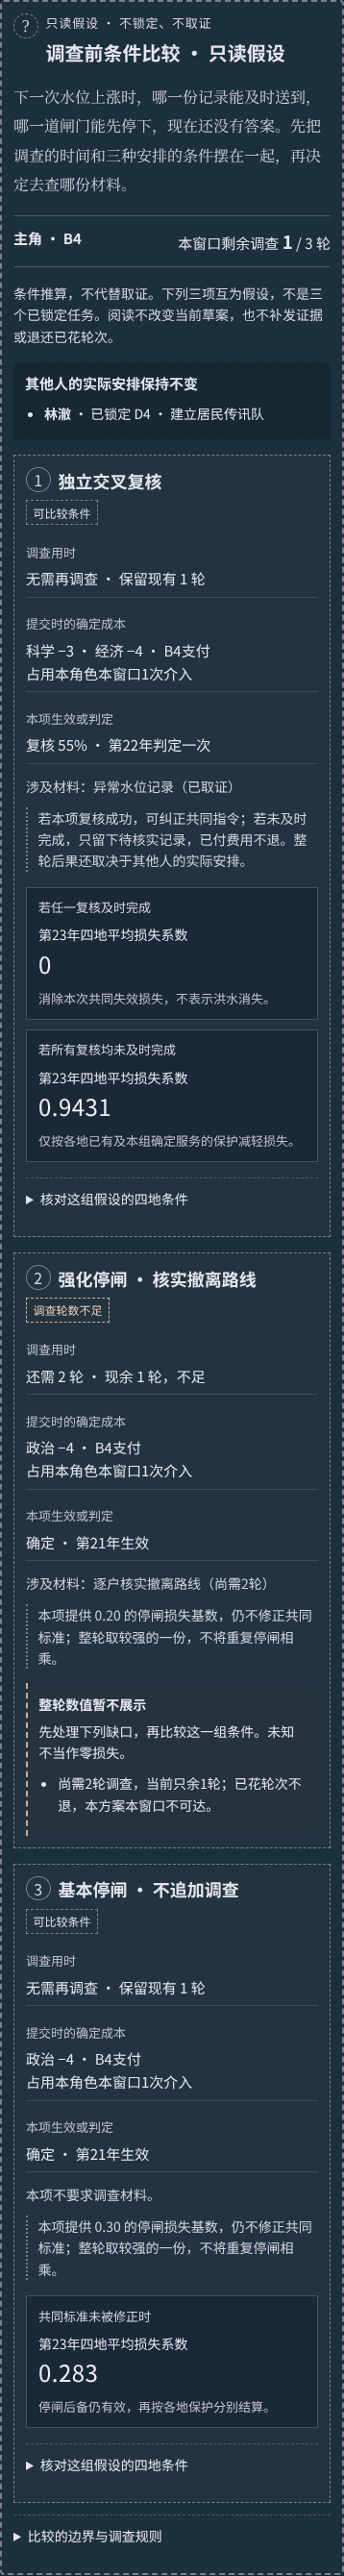 ?
只读假设 · 不锁定、不取证
调查前条件比较 · 只读假设
下一次水位上涨时，哪一份记录能及时送到，
哪一道闸门能先停下，现在还没有答案。先把
调查的时间和三种安排的条件摆在一起，再决
定去查哪份材料。
主角 · B4
本窗口剩余调查 1 / 3 轮
条件推算，不代替取证。下列三项互为假设，不是三
个已锁定任务。阅读不改变当前草案，也不补发证据
或退还已花轮次。
其他人的实际安排保持不变
• 林澈 · 已锁定 D4 · 建立居民传讯队
1 独立交叉复核
可比较条件
调查用时
无需再调查 · 保留现有 1 轮
提交时的确定成本
科学 −3 · 经济 −4 · B4支付
占用本角色本窗口1次介入
本项生效或判定
复核 55% · 第22年判定一次
涉及材料：异常水位记录（已取证）
若本项复核成功，可纠正共同指令；若未及时
完成，只留下待核实记录，已付费用不退。整
轮后果还取决于其他人的实际安排。
若任一复核及时完成
第23年四地平均损失系数
0
消除本次共同失效损失，不表示洪水消失。
若所有复核均未及时完成
第23年四地平均损失系数
0.9431
仅按各地已有及本组确定服务的保护减轻损失。
▶ 核对这组假设的四地条件
2 强化停闸 · 核实撤离路线
调查轮数不足
调查用时
还需 2 轮 · 现余 1 轮，不足
提交时的确定成本
政治 −4 · B4支付
占用本角色本窗口1次介入
本项生效或判定
确定 · 第21年生效
涉及材料：逐户核实撤离路线（尚需2轮）
本项提供 0.20 的停闸损失基数，仍不修正共同
标准；整轮取较强的一份，不将重复停闸相
乘。
整轮数值暂不展示
先处理下列缺口，再比较这一组条件。未知
不当作零损失。
• 尚需2轮调查，当前只余1轮；已花轮次不
退，本方案本窗口不可达。
3 基本停闸 · 不追加调查
可比较条件
调查用时
无需再调查 · 保留现有 1 轮
提交时的确定成本
政治 −4 · B4支付
占用本角色本窗口1次介入
本项生效或判定
确定 · 第21年生效
本项不要求调查材料。
本项提供 0.30 的停闸损失基数，仍不修正共同
标准；整轮取较强的一份，不将重复停闸相
乘。
共同标准未被修正时
第23年四地平均损失系数
0.283
停闸后备仍有效，再按各地保护分别结算。
▶ 核对这组假设的四地条件
▶ 比较的边界与调查规则